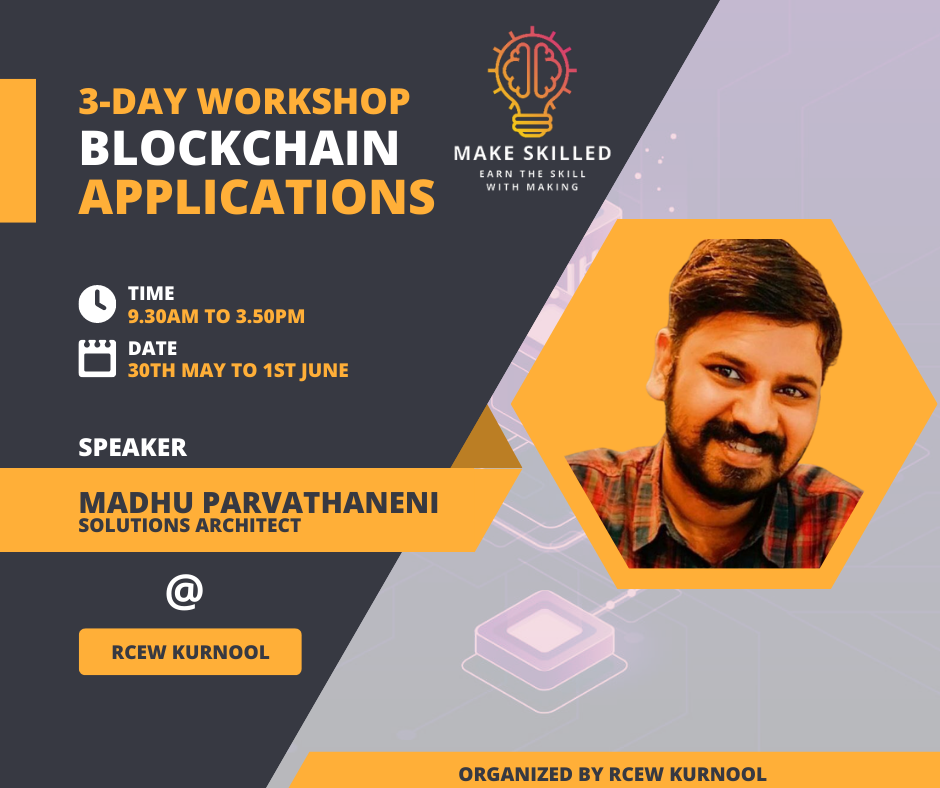 3-DAY WORKSHOP
BLOCKCHAIN
APPLICATIONS
MAKE SKILLED
EARN THE SKILL
WITH MAKING
TIME
9.30AM TO 3.50PM
DATE
30TH MAY TO 1ST JUNE
SPEAKER
MADHU PARVATHANENI
SOLUTIONS ARCHITECT
@
RCEW KURNOOL
ORGANIZED BY RCEW KURNOOL